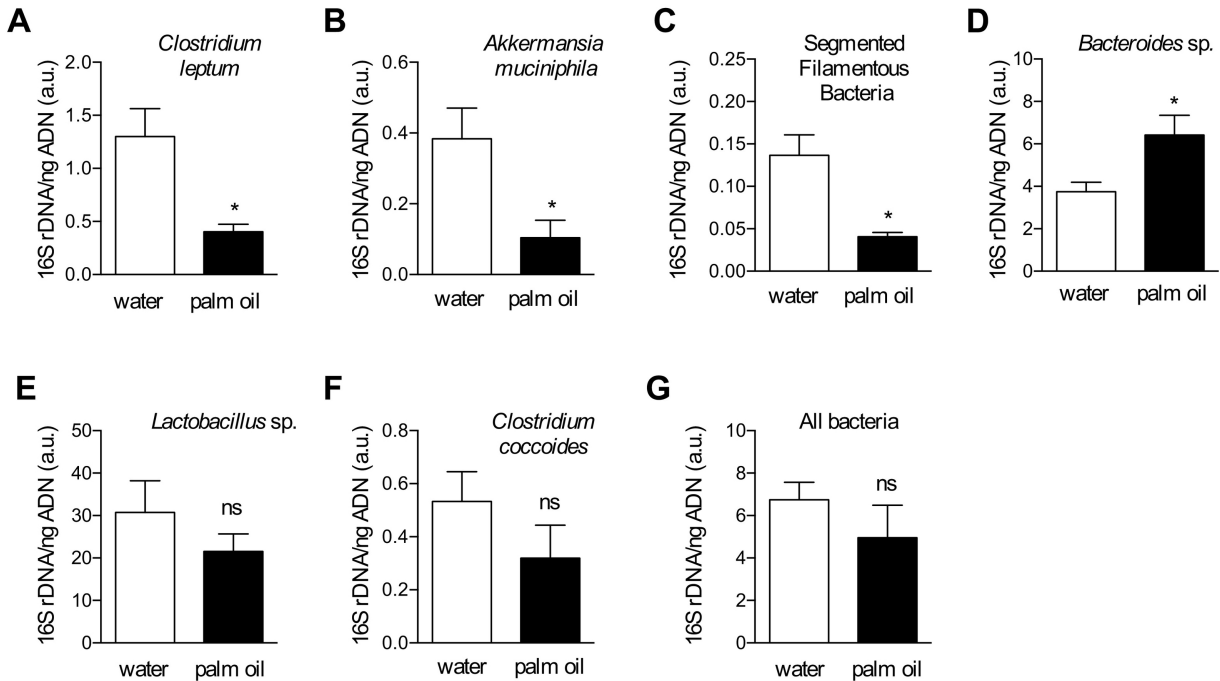 A
Clostridium
leptum
16S rDNA/ng ADN (a.u.)
2.0
1.5
1.0
0.5
0.0
*
water
palm oil
B
Akkermansia
muciniphila
16S rDNA/ng ADN (a.u.)
0.6
0.4
0.2
0.0
*
water
palm oil
C
Segmented
Filamentous
Bacteria
16S rDNA/ng ADN (a.u.)
0.25
0.20
0.15
0.10
0.05
0.00
*
water
palm oil
D
Bacteroides sp.
16S rDNA/ng ADN (a.u.)
10
8
6
4
2
0
*
water
palm oil
E
Lactobacillus sp.
16S rDNA/ng ADN (a.u.)
50
40
30
20
10
0
ns
water
palm oil
F
Clostridium
coccoides
16S rDNA/ng ADN (a.u.)
0.8
0.6
0.4
0.2
0.0
ns
water
palm oil
G
All bacteria
16S rDNA/ng ADN (a.u.)
10
8
6
4
2
0
ns
water
palm oil